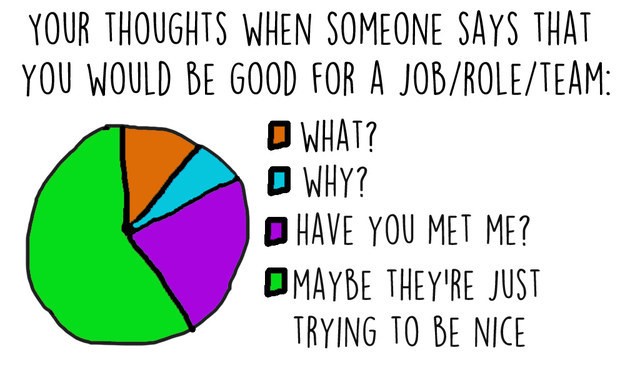 YOUR THOUGHTS WHEN SOMEONE SAYS THAT
YOU WOULD BE GOOD FOR A JOB/ROLE/TEAM:
WHAT?
WHY?
HAVE YOU MET ME?
MAYBE THEY'RE JUST
TRYING TO BE NICE